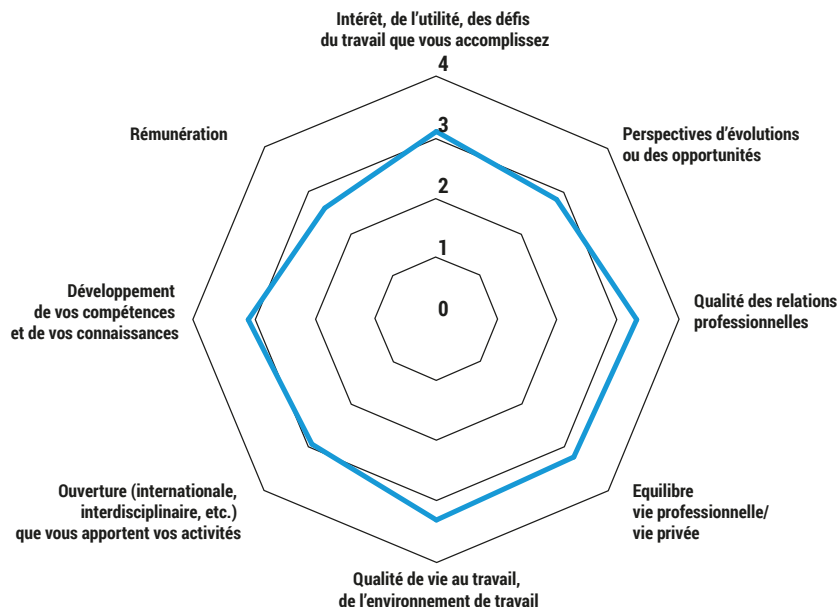 Intérêt, de l’utilité, des défis
du travail que vous accomplissez
4
Rémunération
3
Perspectives d’évolutions
ou des opportunités
2
1
Développement
de vos compétences
et de vos connaissances
0
Qualité des relations
professionnelles
Ouverture (internationale,
interdisciplinaire, etc.)
que vous apportent vos activités
Equilibre
vie professionnelle/
vie privée
Qualité de vie au travail,
de l’environnement de travail